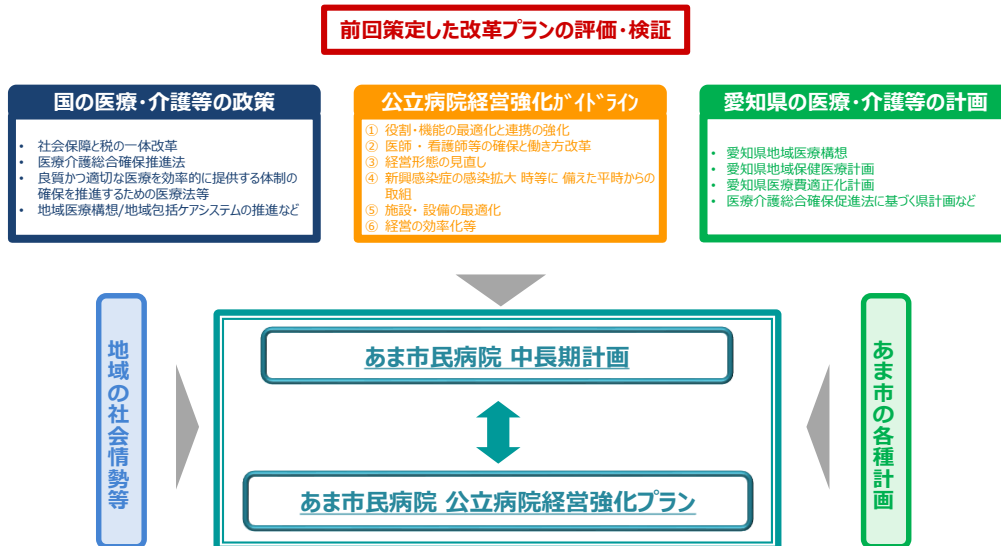 前回策定した改革プランの評価・検証
国の医療・介護等の政策
• 社会保障と税の一体改革
• 医療介護総合確保推進法
• 良質かつ適切な医療を効率的に提供する体制の
確保を推進するための医療法等
• 地域医療構想/地域包括ケアシステムの推進など
公立病院経営強化ｶﾞｲﾄﾞﾗｲﾝ
① 役割・機能の最適化と連携の強化
② 医師・看護師等の確保と働き方改革
③ 経営形態の見直し
④ 新興感染症の感染拡大 時等に 備えた平時からの
取組
⑤ 施設・設備の最適化
⑥ 経営の効率化等
愛知県の医療・介護等の計画
• 愛知県地域医療構想
• 愛知県地域保健医療計画
• 愛知県医療費適正化計画
• 医療介護総合確保促進法に基づく県計画など
地域の社会情勢等
あま市民病院 中長期計画
あま市民病院 公立病院経営強化プラン
あま市の各種計画